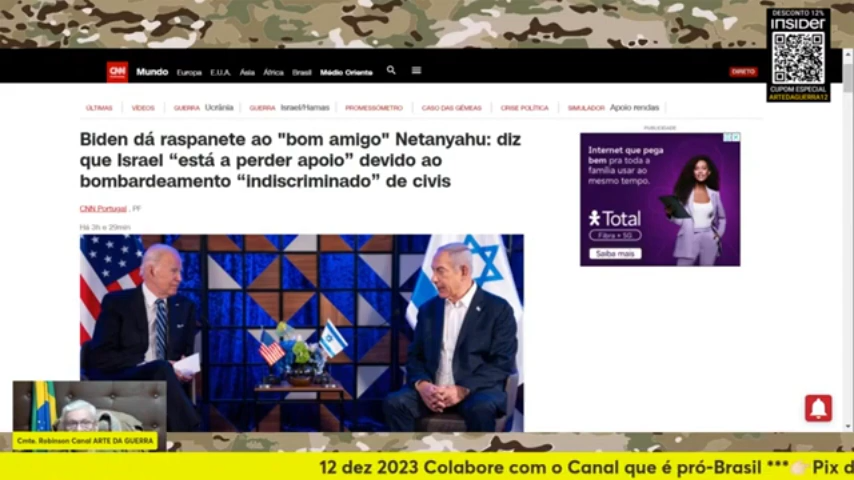 DESCONTO 12%
INSIDER
CUPOM ESPECIAL
ARTEDAGUERRA12
CNN Mundo Europa E.U.A. Ásia África Brasil Médio Oriente DIRETO
ÚLTIMAS VÍDEOS GUERRA Ucrânia GUERRA Israel/Hamas PROMESSÓMETRO CASO DAS GÉMEAS CRISE POLÍTICA SIMULADOR Apoio rendas
Biden dá raspanete ao "bom amigo" Netanyahu: diz
que Israel “está a perder apoio” devido ao
bombardeamento “indiscriminado” de civis
CNN Portugal , PF
Há 3h e 29min
PUBLICIDADE
Internet que pega
bem pra toda a
família usar ao
mesmo tempo.
Total
Fibra + 5G
Saiba mais
Cmte. Robinson Canal ARTE DA GUERRA
12 dez 2023 Colabore com o Canal que é pró-Brasil ***👉🏻Pix d